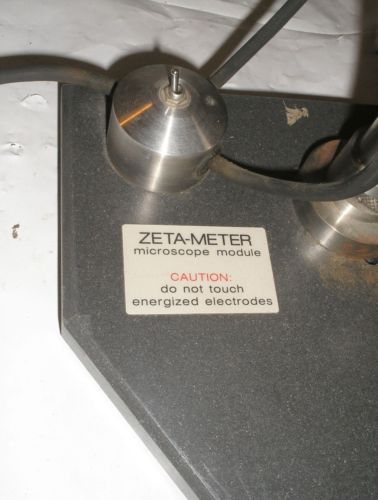 ZETA-METER
microscope module
CAUTION:
do not touch
energized electrodes